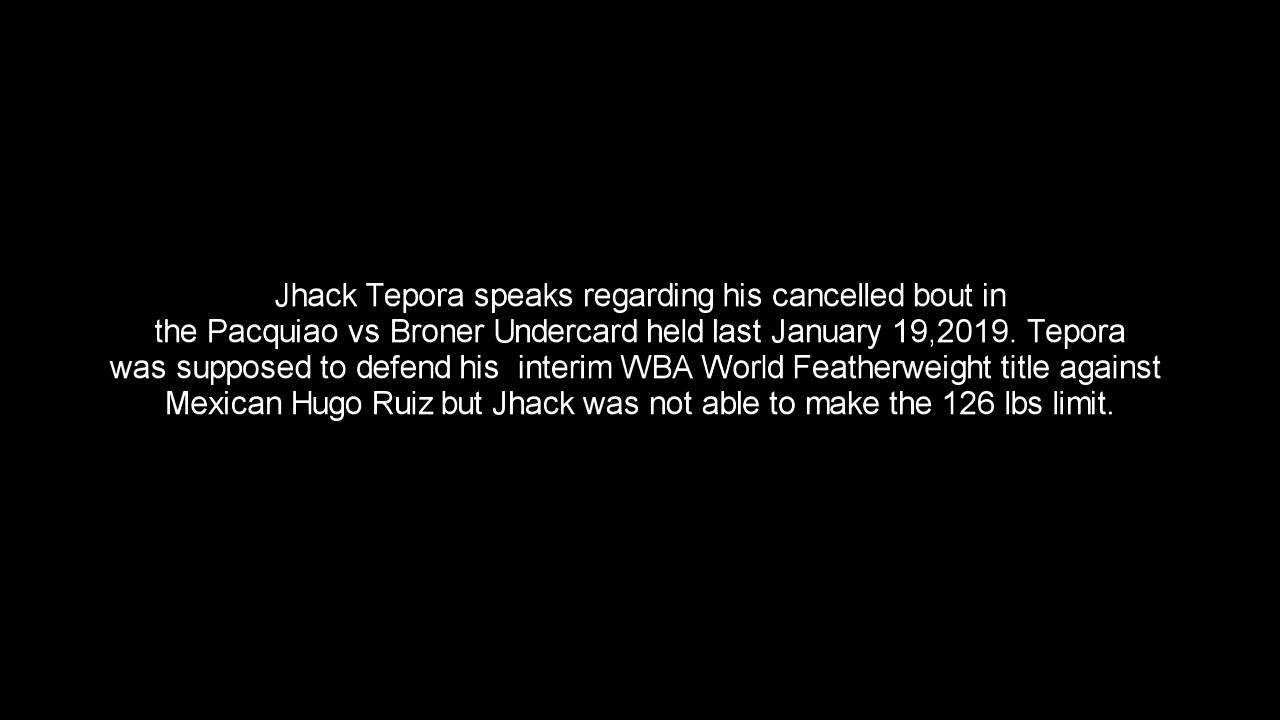 Jhack Tepora speaks regarding his cancelled bout in
the Pacquiao vs Broner Undercard held last January 19,2019. Tepora
was supposed to defend his  interim WBA World Featherweight title against
Mexican Hugo Ruiz but Jhack was not able to make the 126 lbs limit.